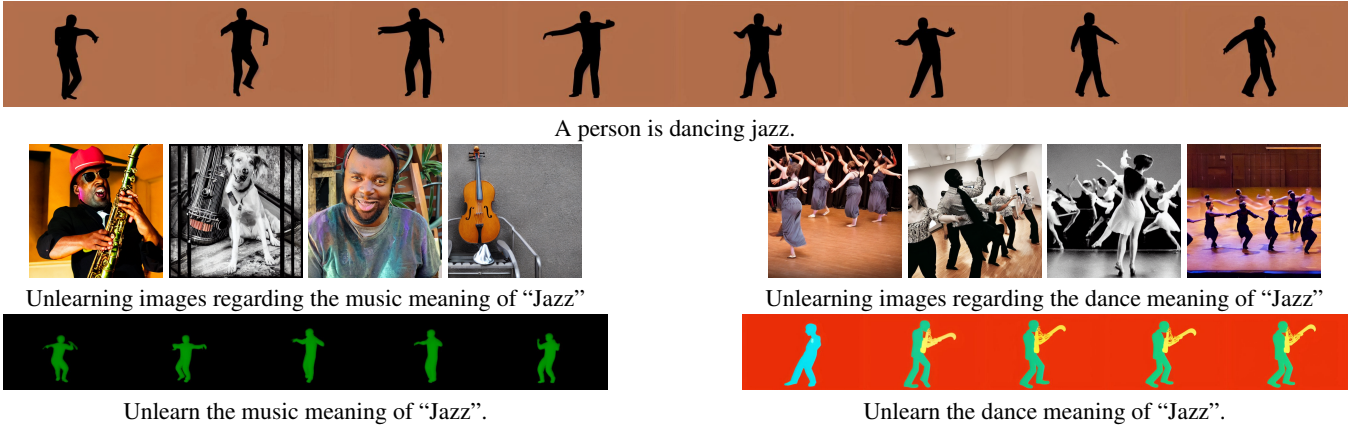 A person is dancing jazz.
Unlearning images regarding the music meaning of “Jazz”
Unlearning images regarding the dance meaning of “Jazz”
Unlearn the music meaning of “Jazz”.
Unlearn the dance meaning of “Jazz”.